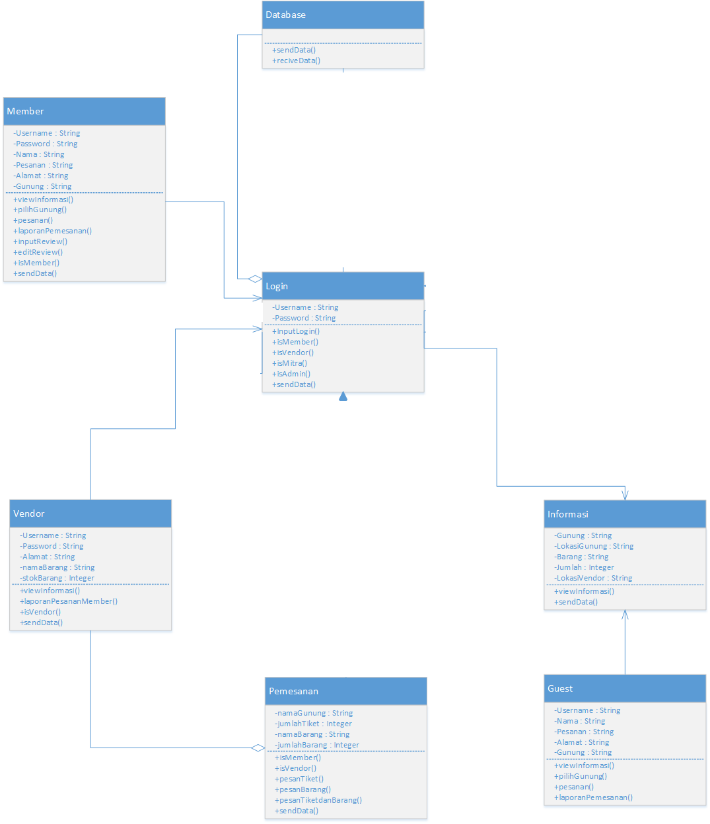 Database
+sendData()
+reciveData()
Member
-Username : String
-Password : String
-Nama : String
-Pesanan : String
-Alamat : String
-Gunung : String
+viewInformasi()
+pilihGunung()
+pesanan()
+laporanPemesanan()
+inputReview()
+editReview()
+isMember()
+sendData()
Login
-Username : String
-Password : String
+InputLogin()
+isMember()
+isVendor()
+isMitra()
+isAdmin()
+sendData()
Vendor
-Username : String
-Password : String
-Alamat : String
-namaBarang : String
-stokBarang : Integer
+viewInformasi()
+laporanPesananMember()
+isVendor()
+sendData()
Informasi
-Gunung : String
-LokasiGunung : String
-Barang : String
-Jumlah : Integer
-LokasiVendor : String
+viewInformasi()
+sendData()
Pemesanan
-namaGunung : String
-jumlahTiket : Integer
-namaBarang : String
-jumlahBarang : Integer
+isMember()
+isVendor()
+pesanTiket()
+pesanBarang()
+pesanTiketdanBarang()
+sendData()
Guest
-Username : String
-Nama : String
-Pesanan : String
-Alamat : String
-Gunung : String
+viewInformasi()
+pilihGunung()
+pesanan()
+laporanPemesanan()